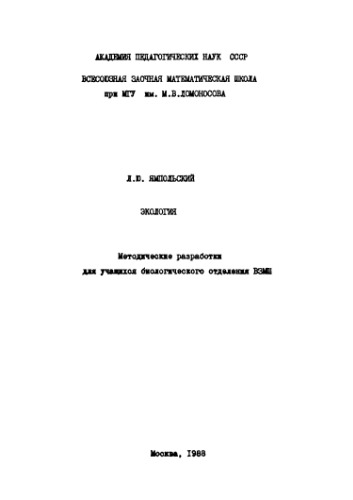 АКАДЕМИЯ ПЕДАГОГИЧЕСКИХ НАУК СССР
ВСЕСОЮЗНАЯ ЗАОЧНАЯ МАТЕМАТИЧЕСКАЯ ШКОЛА
при МГУ им. М.В.ЛОМОНОСОВА
Л.Ю. ЯМПОЛЬСКИЙ
ЭКОЛОГИЯ
Методические разработки
для учащихся биологического отделения ВЗМШ
Москва, 1988